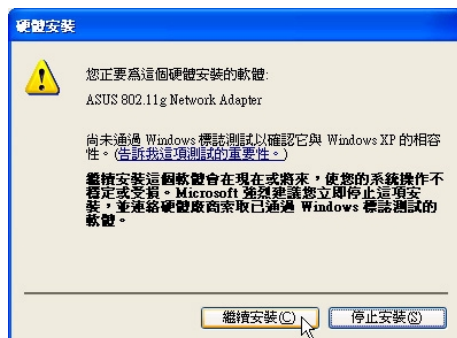 硬體安裝
您正要爲這個硬體安裝的軟體:
ASUS 802.11g Network Adapter
尚未通過 Windows 標誌測試以確認它與 Windows XP 的相容
性。(告訴我這項測試的重要性。)
繼續安裝這個軟體會在現在或將來，使您的系統操作不
穩定或受損。Microsoft 強烈建議您立即停止這項安
裝，並連絡硬體廠商索取已通過 Windows 標誌測試的
軟體。
繼續安裝(C)
停止安裝(S)